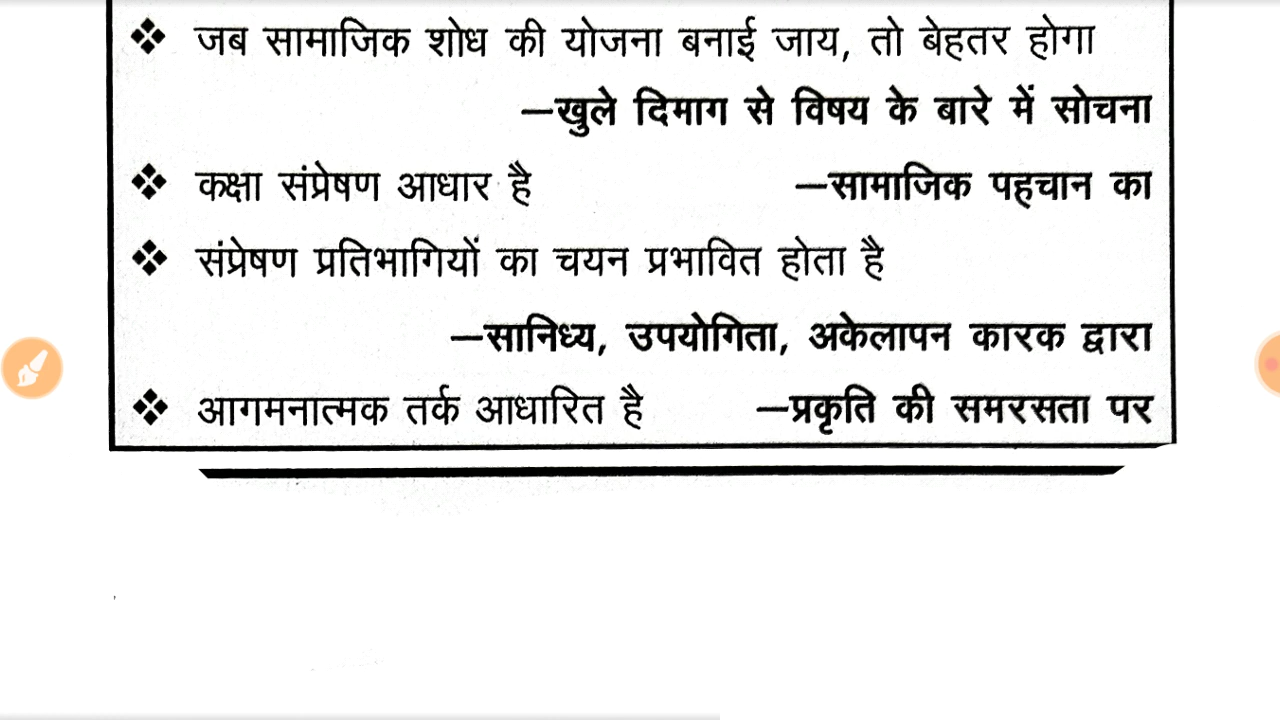 ❖ जब सामाजिक शोध की योजना बनाई जाय, तो बेहतर होगा
—खुले दिमाग से विषय के बारे में सोचना
❖ कक्षा संप्रेषण आधार है —सामाजिक पहचान का
❖ संप्रेषण प्रतिभागियों का चयन प्रभावित होता है
—सानिध्य, उपयोगिता, अकेलापन कारक द्वारा
❖ आगमनात्मक तर्क आधारित है —प्रकृति की समरसता पर